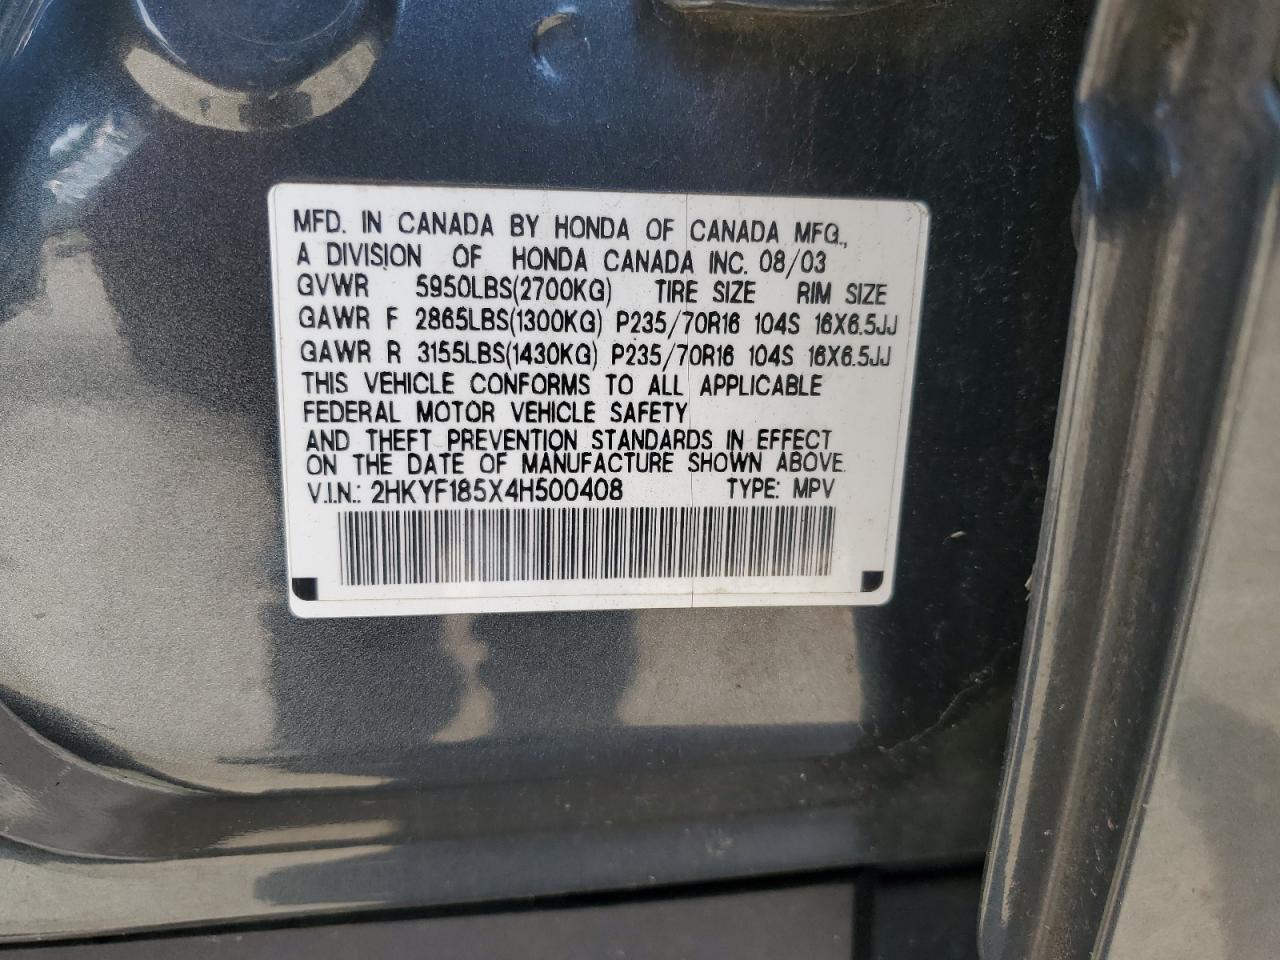 MFD. IN CANADA BY HONDA OF CANADA MFG.,
A DIVISION OF HONDA CANADA INC. 08/03
GVWR 5950LBS(2700KG) TIRE SIZE RIM SIZE
GAWR F 2865LBS(1300KG) P235/70R16 104S 16X6.5JJ
GAWR R 3155LBS(1430KG) P235/70R16 104S 16X6.5JJ
THIS VEHICLE CONFORMS TO ALL APPLICABLE
FEDERAL MOTOR VEHICLE SAFETY
AND THEFT PREVENTION STANDARDS IN EFFECT
ON THE DATE OF MANUFACTURE SHOWN ABOVE.
V.I.N.: 2HKYF185X4H500408 TYPE: MPV